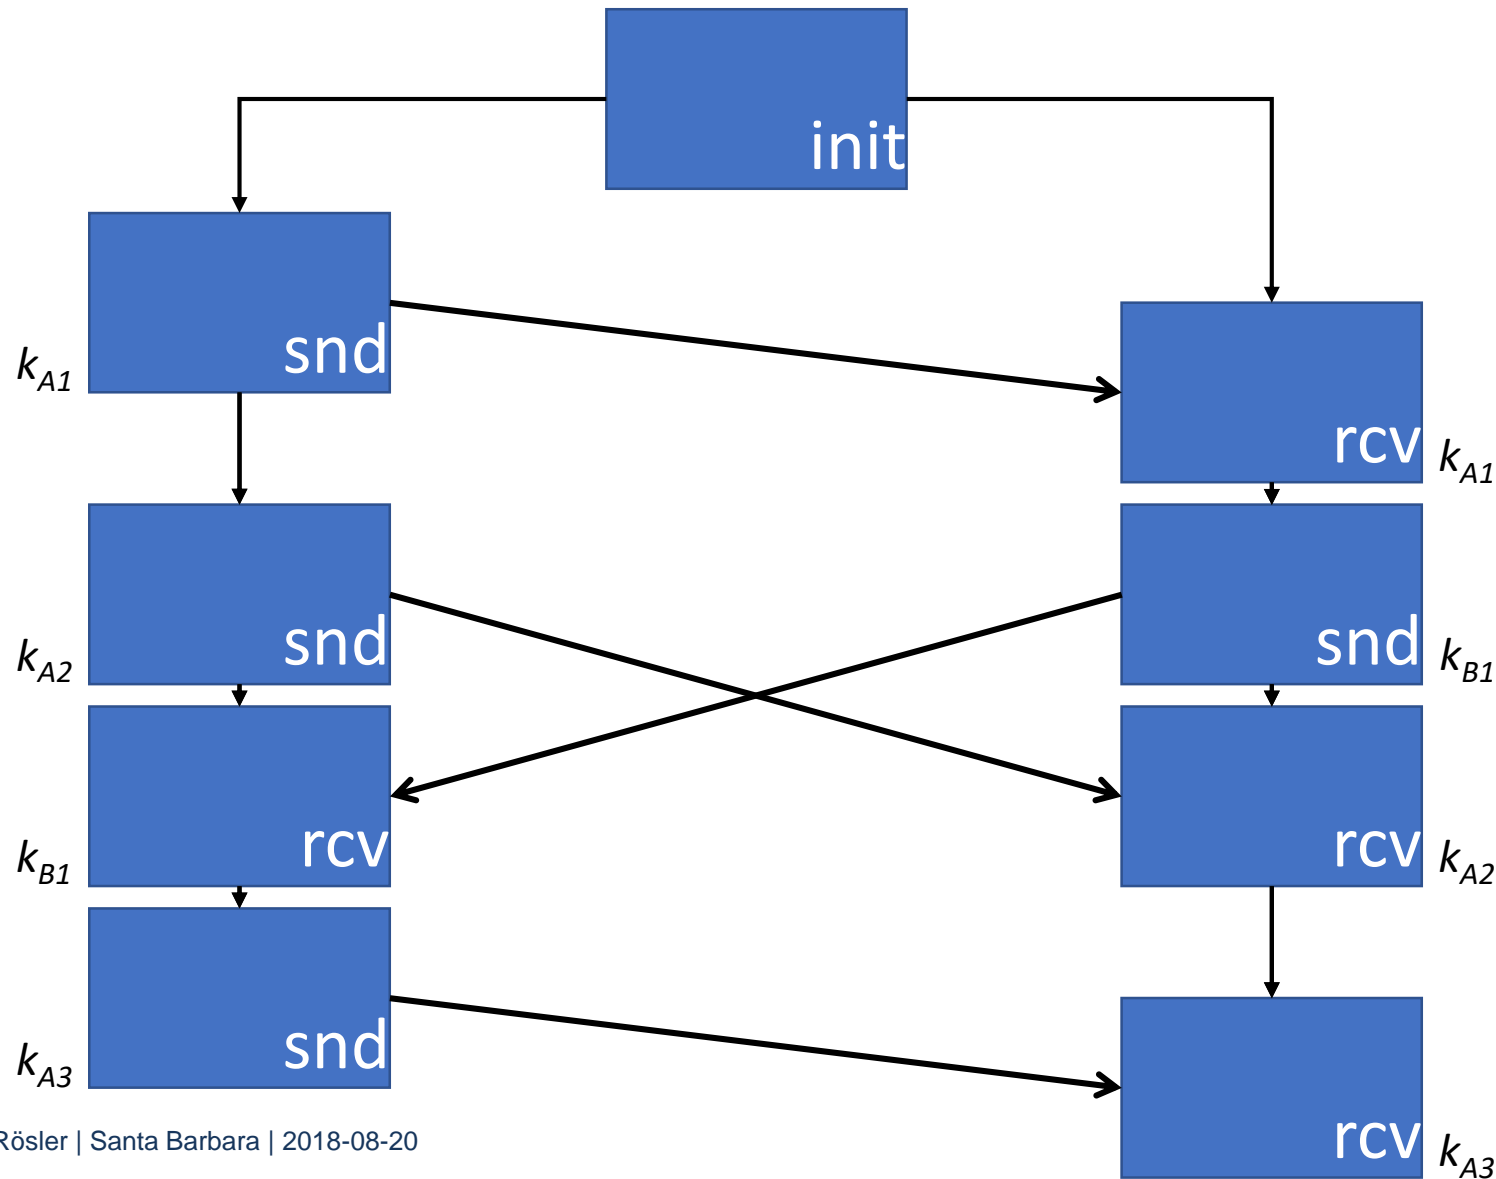 init
snd
k_A1
rcv
k_A1
snd
k_A2
snd
k_B1
rcv
k_B1
rcv
k_A2
snd
k_A3
rcv
k_A3
Rösler | Santa Barbara | 2018-08-20